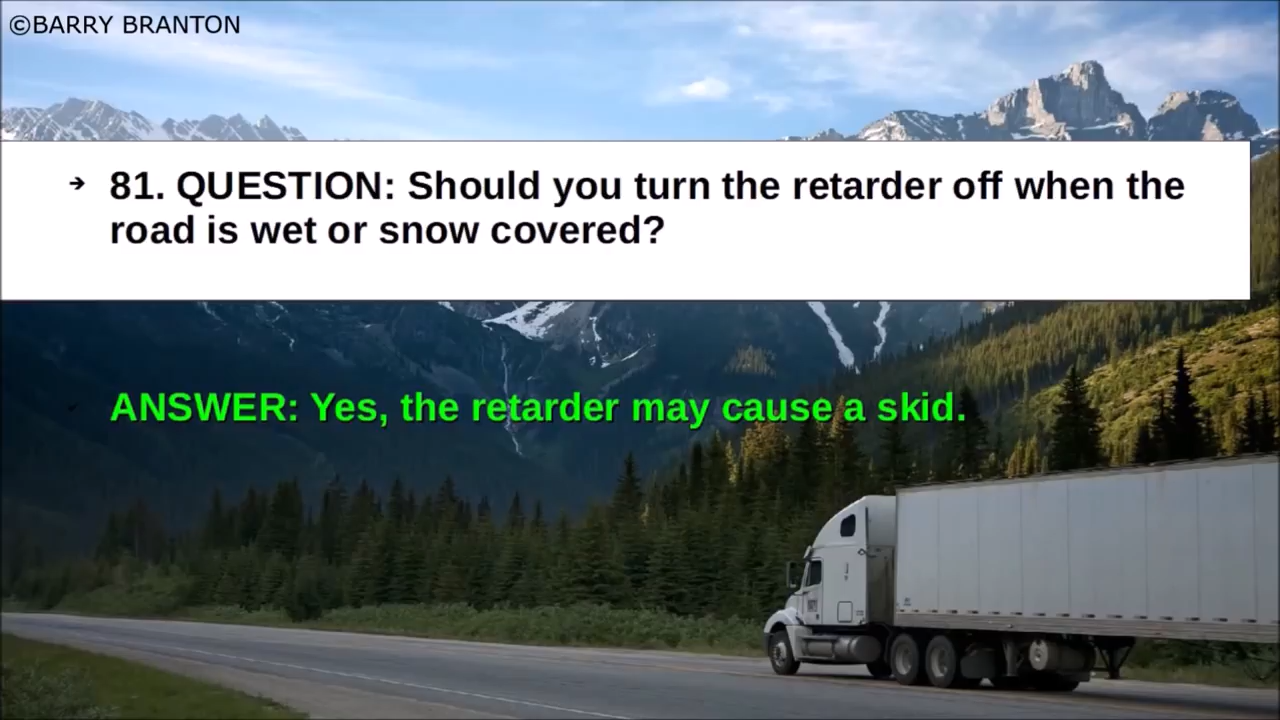 ©BARRY BRANTON
81. QUESTION: Should you turn the retarder off when the
road is wet or snow covered?
ANSWER: Yes, the retarder may cause a skid.